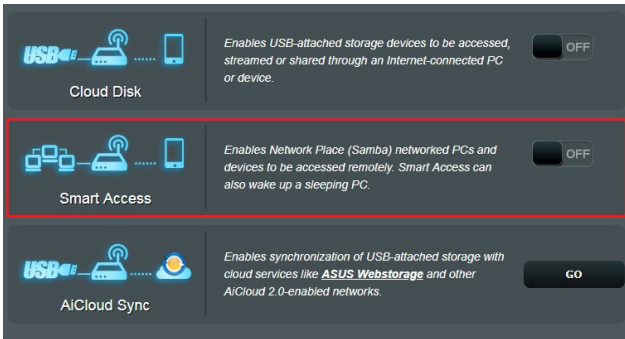 USB
Enables USB-attached storage devices to be accessed,
streamed or shared through an Internet-connected PC
or device.
OFF
Cloud Disk
Enables Network Place (Samba) networked PCs and
devices to be accessed remotely. Smart Access can
also wake up a sleeping PC.
OFF
Smart Access
USB
Enables synchronization of USB-attached storage with
cloud services like ASUS Webstorage and other
AiCloud 2.0-enabled networks.
GO
AiCloud Sync